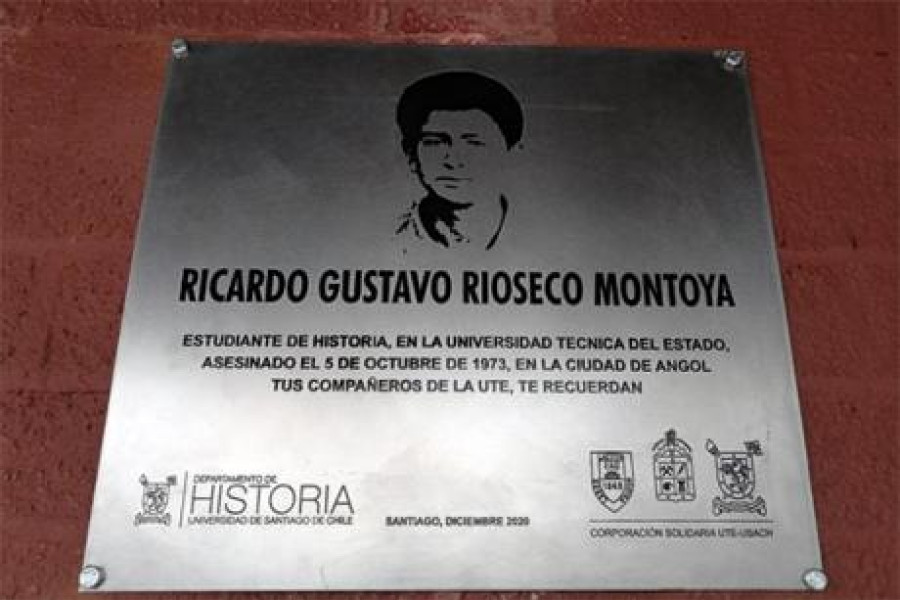 RICARDO GUSTAVO RIOSECO MONTOYA
ESTUDIANTE DE HISTORIA, EN LA UNIVERSIDAD TECNICA DEL ESTADO,
ASESINADO EL 5 DE OCTUBRE DE 1973, EN LA CIUDAD DE ANGOL
TUS COMPAÑEROS DE LA UTE, TE RECUERDAN
DEPARTAMENTO DE
HISTORIA
UNIVERSIDAD DE SANTIAGO DE CHILE
SANTIAGO, DICIEMBRE 2020
CORPORACIÓN SOLIDARIA UTE-USACH